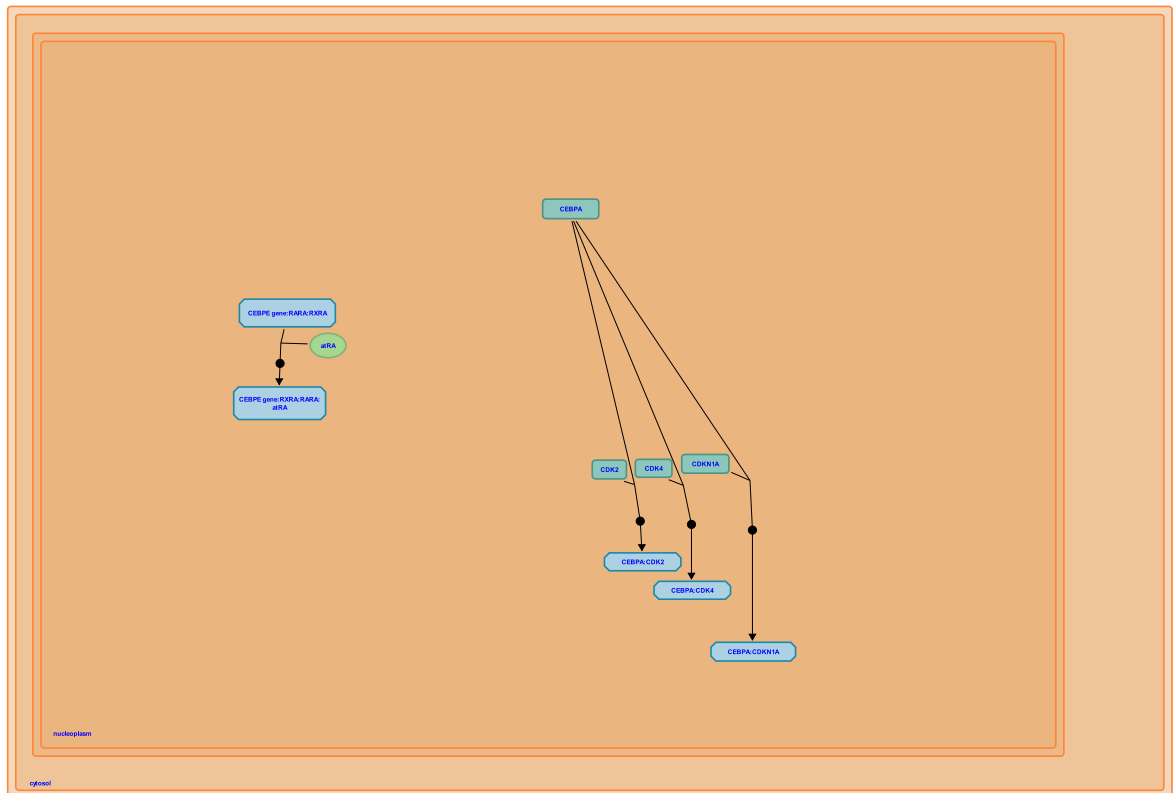 CEBPA
CEBPE gene:RARA:RXRA
atRA
CEBPE gene:RXRA:RARA:
atRA
CDK2
CDK4
CDKN1A
CEBPA:CDK2
CEBPA:CDK4
CEBPA:CDKN1A
nucleoplasm
cytosol